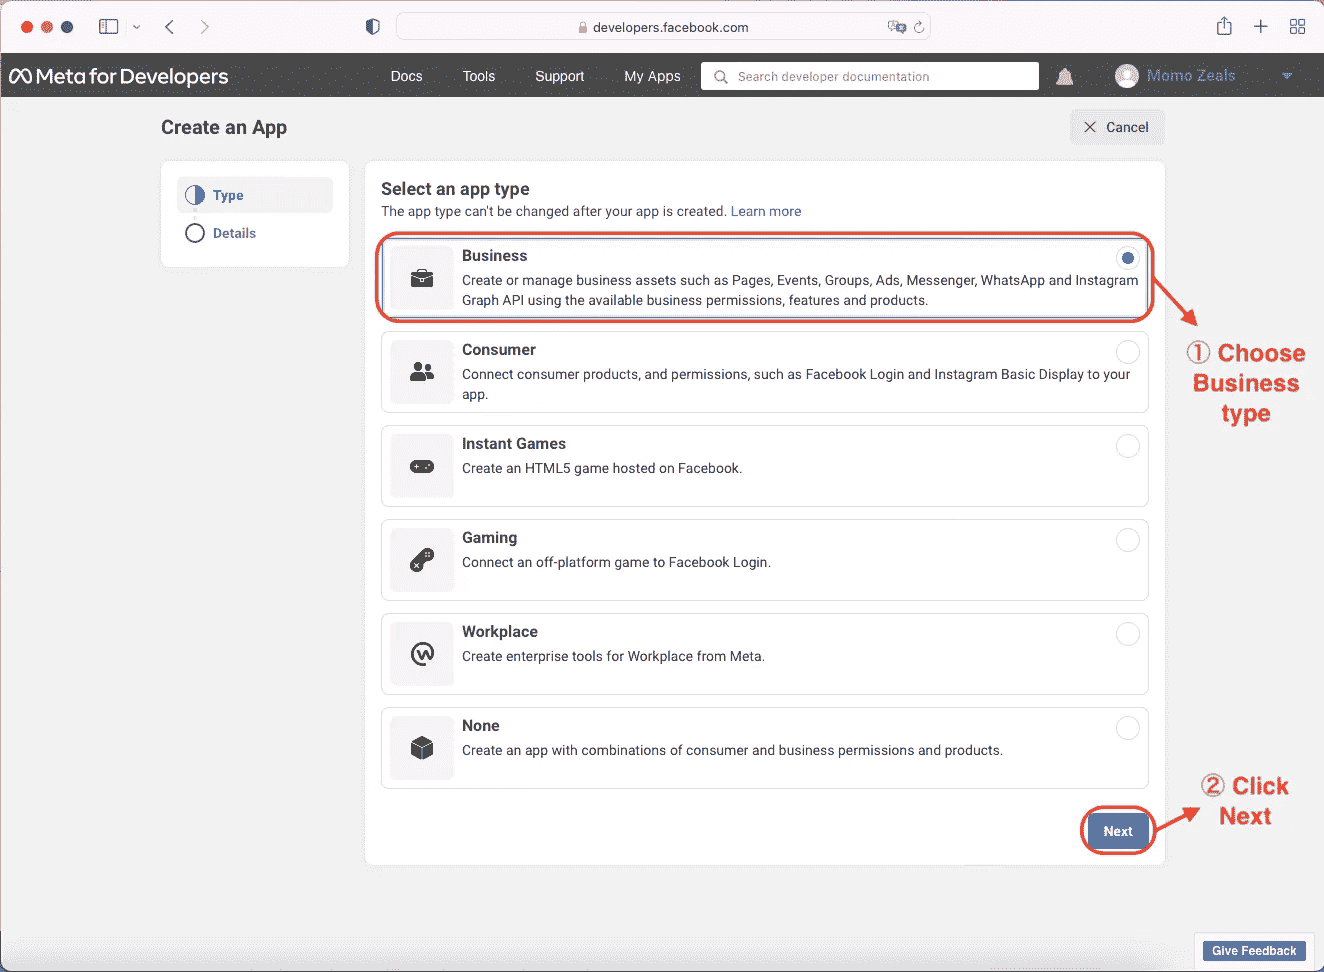 developers.facebook.com
Meta for Developers
Docs
Tools
Support
My Apps
Search developer documentation
Momo Zeals
Create an App
Cancel
Type
Details
Select an app type
The app type can't be changed after your app is created. Learn more
Business
Create or manage business assets such as Pages, Events, Groups, Ads, Messenger, WhatsApp and Instagram
Graph API using the available business permissions, features and products.
① Choose
Business
type
Consumer
Connect consumer products, and permissions, such as Facebook Login and Instagram Basic Display to your
app.
Instant Games
Create an HTML5 game hosted on Facebook.
Gaming
Connect an off-platform game to Facebook Login.
Workplace
Create enterprise tools for Workplace from Meta.
None
Create an app with combinations of consumer and business permissions and products.
② Click
Next
Next
Give Feedback